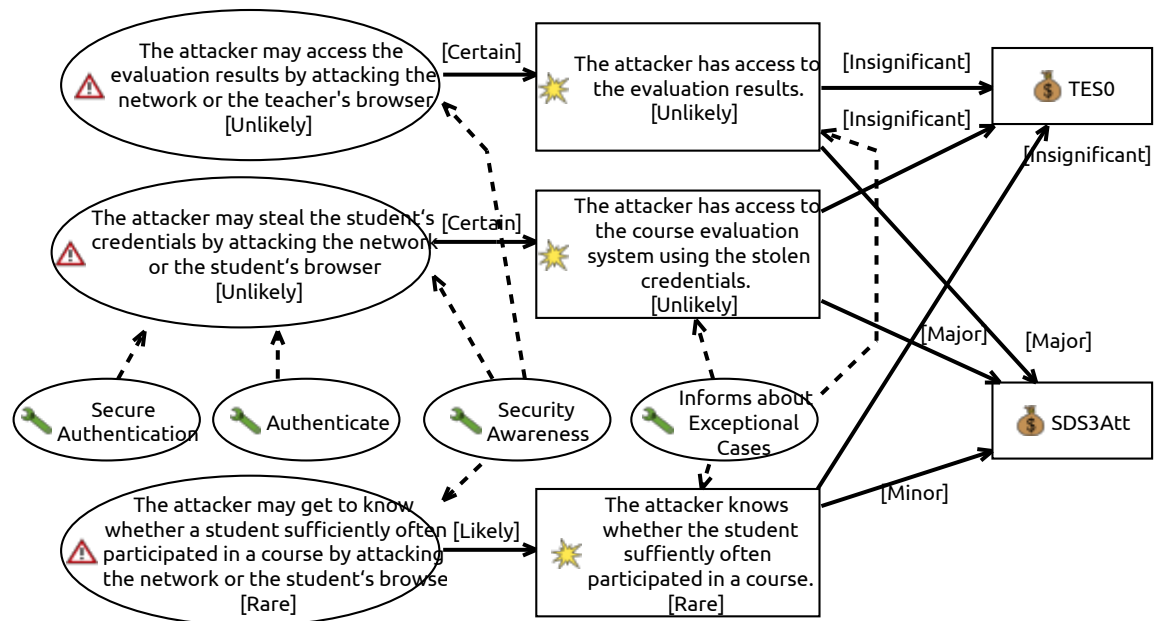 The attacker may access the
evaluation results by attacking the
network or the teacher's browser
[Unlikely]
[Certain]
The attacker has access to
the evaluation results.
[Unlikely]
[Insignificant]
TES0
[Insignificant]
[Insignificant]
The attacker may steal the student‘s
credentials by attacking the network
or the student‘s browser
[Unlikely]
[Certain]
The attacker has access to
the course evaluation
system using the stolen
credentials.
[Unlikely]
[Major]
[Major]
Secure
Authentication
Authenticate
Security
Awareness
Informs about
Exceptional
Cases
SDS3Att
The attacker may get to know
whether a student sufficiently often
participated in a course by attacking
the network or the student‘s browse
[Rare]
[Likely]
The attacker knows
whether the student
suffiently often
participated in a course.
[Rare]
[Minor]